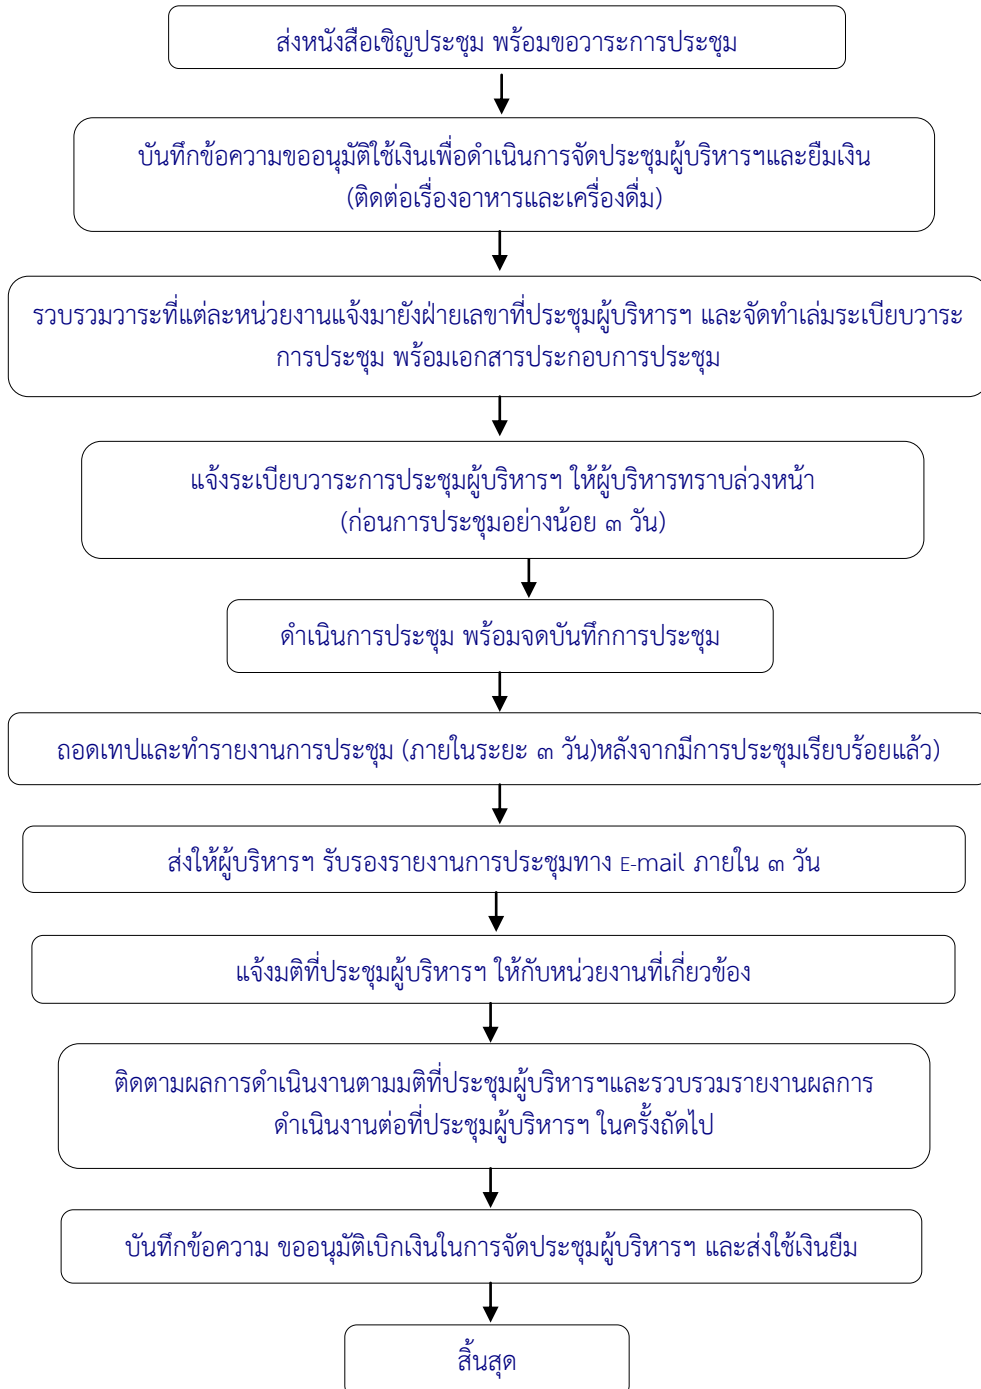 ส่งหนังสือเชิญประชุม พร้อมขอวาระการประชุม
บันทึกข้อความขออนุมัติใช้เงินเพื่อดำเนินการจัดประชุมผู้บริหารฯและยืมเงิน
(ติดต่อเรื่องอาหารและเครื่องดื่ม)
รวบรวมวาระที่แต่ละหน่วยงานแจ้งมายังฝ่ายเลขาที่ประชุมผู้บริหารฯ และจัดทำเล่มระเบียบวาระ
การประชุม พร้อมเอกสารประกอบการประชุม
แจ้งระเบียบวาระการประชุมผู้บริหารฯ ให้ผู้บริหารทราบล่วงหน้า
(ก่อนการประชุมอย่างน้อย ๓ วัน)
ดำเนินการประชุม พร้อมจดบันทึกการประชุม
ถอดเทปและทำรายงานการประชุม (ภายในระยะ ๓ วัน)หลังจากมีการประชุมเรียบร้อยแล้ว)
ส่งให้ผู้บริหารฯ รับรองรายงานการประชุมทาง E-mail ภายใน ๓ วัน
แจ้งมติที่ประชุมผู้บริหารฯ ให้กับหน่วยงานที่เกี่ยวข้อง
ติดตามผลการดำเนินงานตามมติที่ประชุมผู้บริหารฯและรวบรวมรายงานผลการ
ดำเนินงานต่อที่ประชุมผู้บริหารฯ ในครั้งถัดไป
บันทึกข้อความ ขออนุมัติเบิกเงินในการจัดประชุมผู้บริหารฯ และส่งใช้เงินยืม
สิ้นสุด